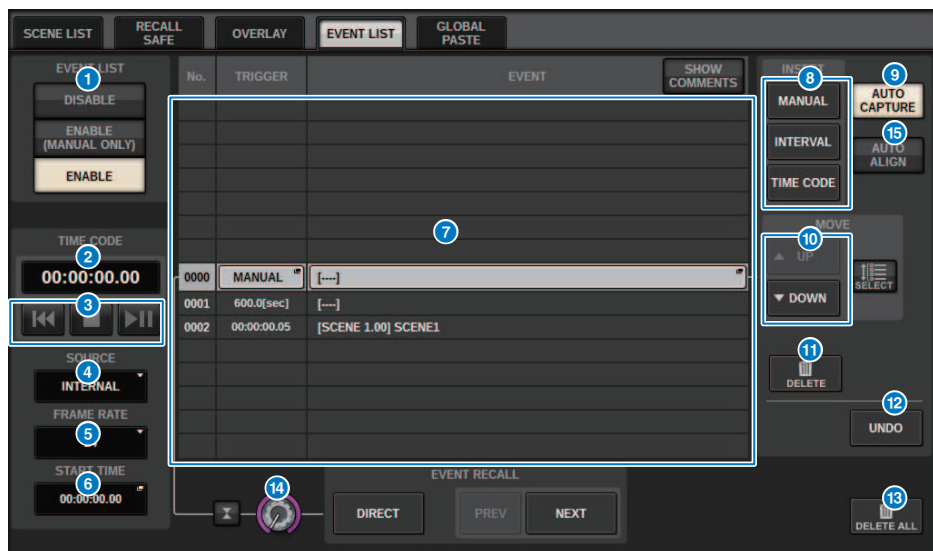 SCENE LIST
RECALL SAFE
OVERLAY
EVENT LIST
GLOBAL PASTE
EVENT LIST
1
DISABLE
ENABLE (MANUAL ONLY)
ENABLE
TIME CODE
2
00:00:00.00
3
SOURCE
4
INTERNAL
FRAME RATE
5
START TIME
6
00:00:00.00
No. TRIGGER EVENT
SHOW COMMENTS
7
0000 MANUAL [----]
0001 600.0[sec] [----]
0002 00:00:00.05 [SCENE 1.00] SCENE1
14
EVENT RECALL
DIRECT
PREV
NEXT
8
MANUAL
INTERVAL
TIME CODE
9
AUTO CAPTURE
15
AUTO ALIGN
MOVE
10
UP
DOWN
SELECT
11
DELETE
12
UNDO
13
DELETE ALL